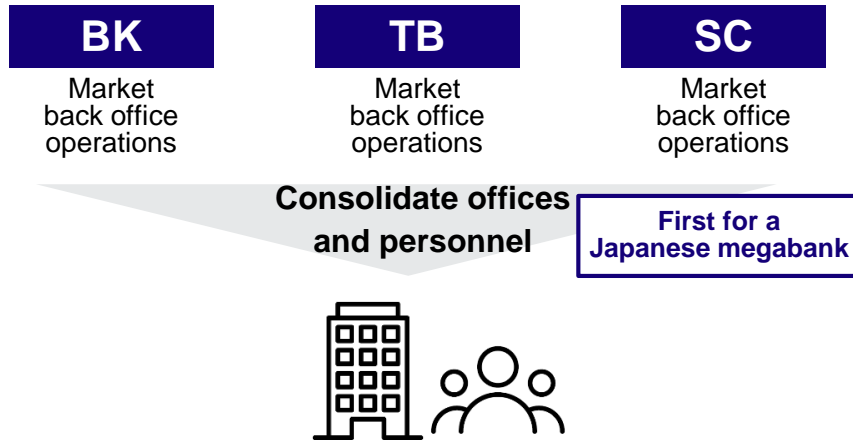 BK
TB
SC
Market
back office
operations
Market
back office
operations
Market
back office
operations
Consolidate offices
and personnel
First for a
Japanese megabank